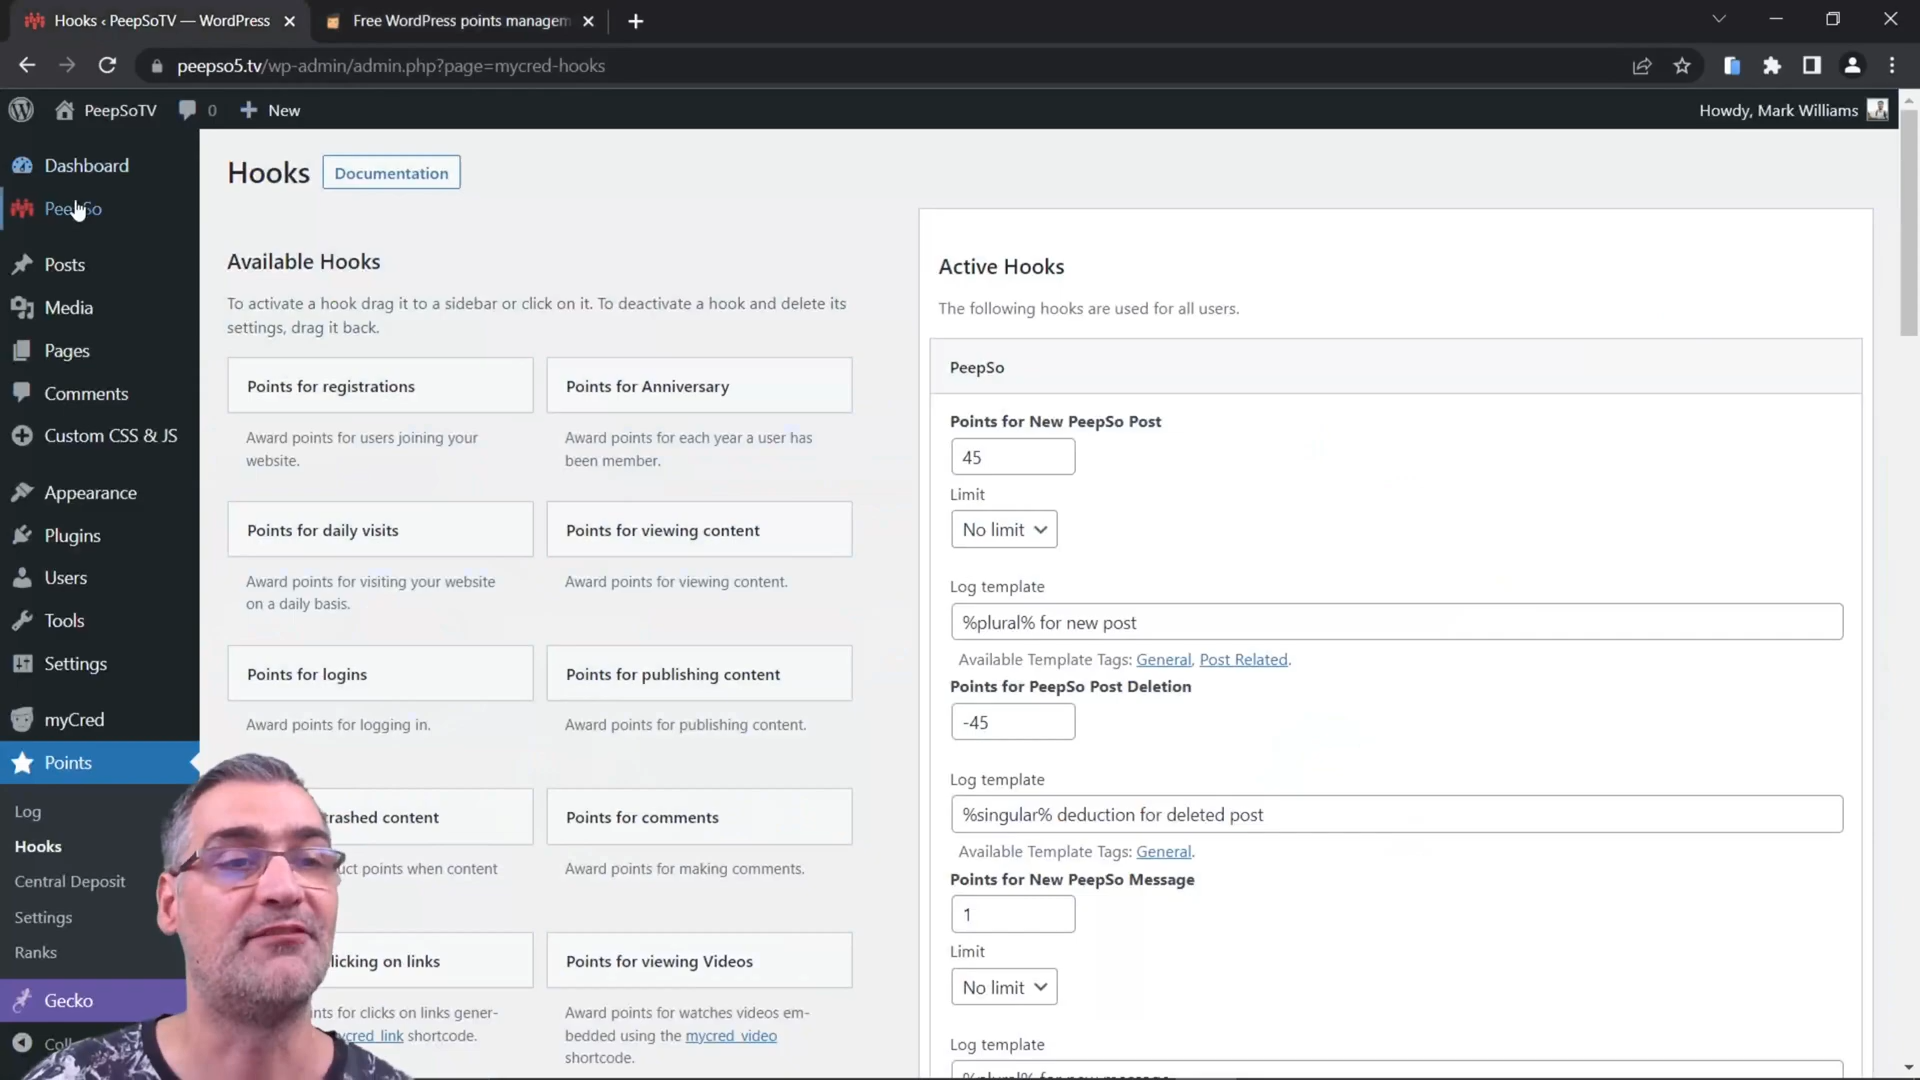 Hooks ‹ PeepSoTV — WordPress
Free WordPress points managem
peepso5.tv/wp-admin/admin.php?page=mycred-hooks
PeepSoTV
0
New
Howdy, Mark Williams
Dashboard
PeepSo
Posts
Media
Pages
Comments
Custom CSS & JS
Appearance
Plugins
Users
Tools
Settings
myCred
Points
Log
Hooks
Central Deposit
Settings
Ranks
Gecko
Hooks
Documentation
Available Hooks
To activate a hook drag it to a sidebar or click on it. To deactivate a hook and delete its
settings, drag it back.
Points for registrations
Award points for users joining your
website.
Points for Anniversary
Award points for each year a user has
been member.
Points for daily visits
Award points for visiting your website
on a daily basis.
Points for viewing content
Award points for viewing content.
Points for logins
Award points for logging in.
Points for publishing content
Award points for publishing content.
trashed content
uct points when content
Points for comments
Award points for making comments.
licking on links
nts for clicks on links gener-
ycred_link shortcode.
Points for viewing Videos
Award points for watches videos em-
bedded using the mycred_video
shortcode.
Active Hooks
The following hooks are used for all users.
PeepSo
Points for New PeepSo Post
45
Limit
No limit
Log template
%plural% for new post
Available Template Tags: General, Post Related.
Points for PeepSo Post Deletion
-45
Log template
%singular% deduction for deleted post
Available Template Tags: General.
Points for New PeepSo Message
1
Limit
No limit
Log template
%plural% for new message